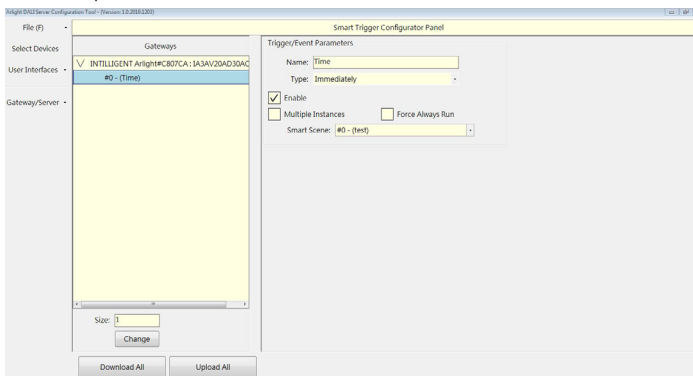 Arlight DALI Server Configuration Tool - (Version: 1.0.2019.1203)
File (F)
Smart Trigger Configurator Panel
Select Devices
User Interfaces
Gateway/Server
Gateways
INTILLIGENT Arlight#C807CA : IA3AV20AD30AC
#0 - (Time)
Size: 1
Change
Download All Upload All
Trigger/Event Parameters
Name: Time
Type: Immediately
Enable
Multiple Instances Force Always Run
Smart Scene: #0 - (test)